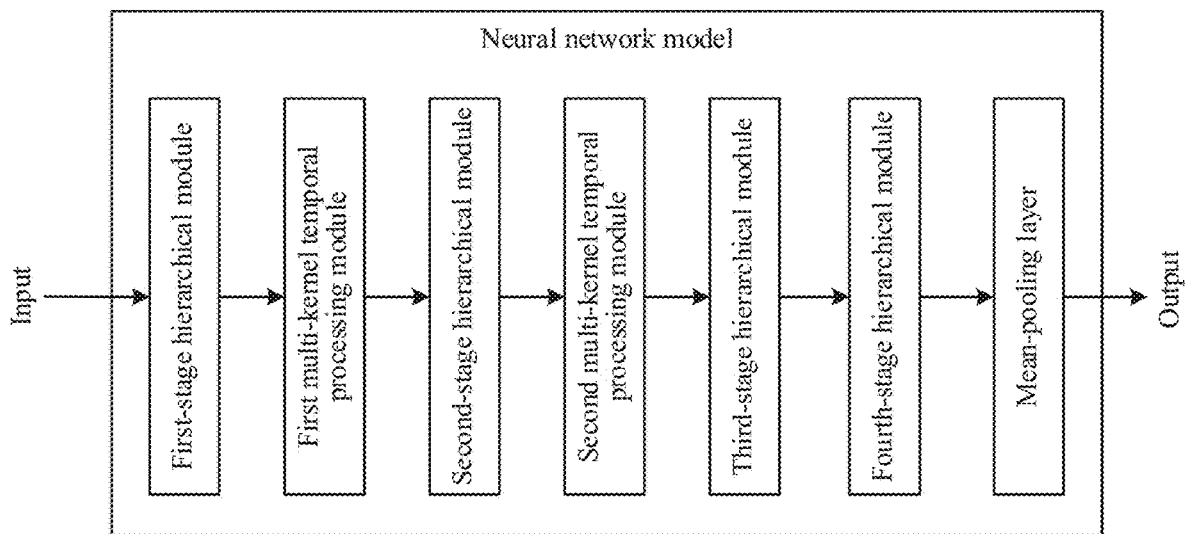 Neural network model
Input
First-stage hierarchical module
First multi-kernel temporal
processing module
Second-stage hierarchical module
Second multi-kernel temporal
processing module
Third-stage hierarchical module
Fourth-stage hierarchical module
Mean-pooling layer
Output